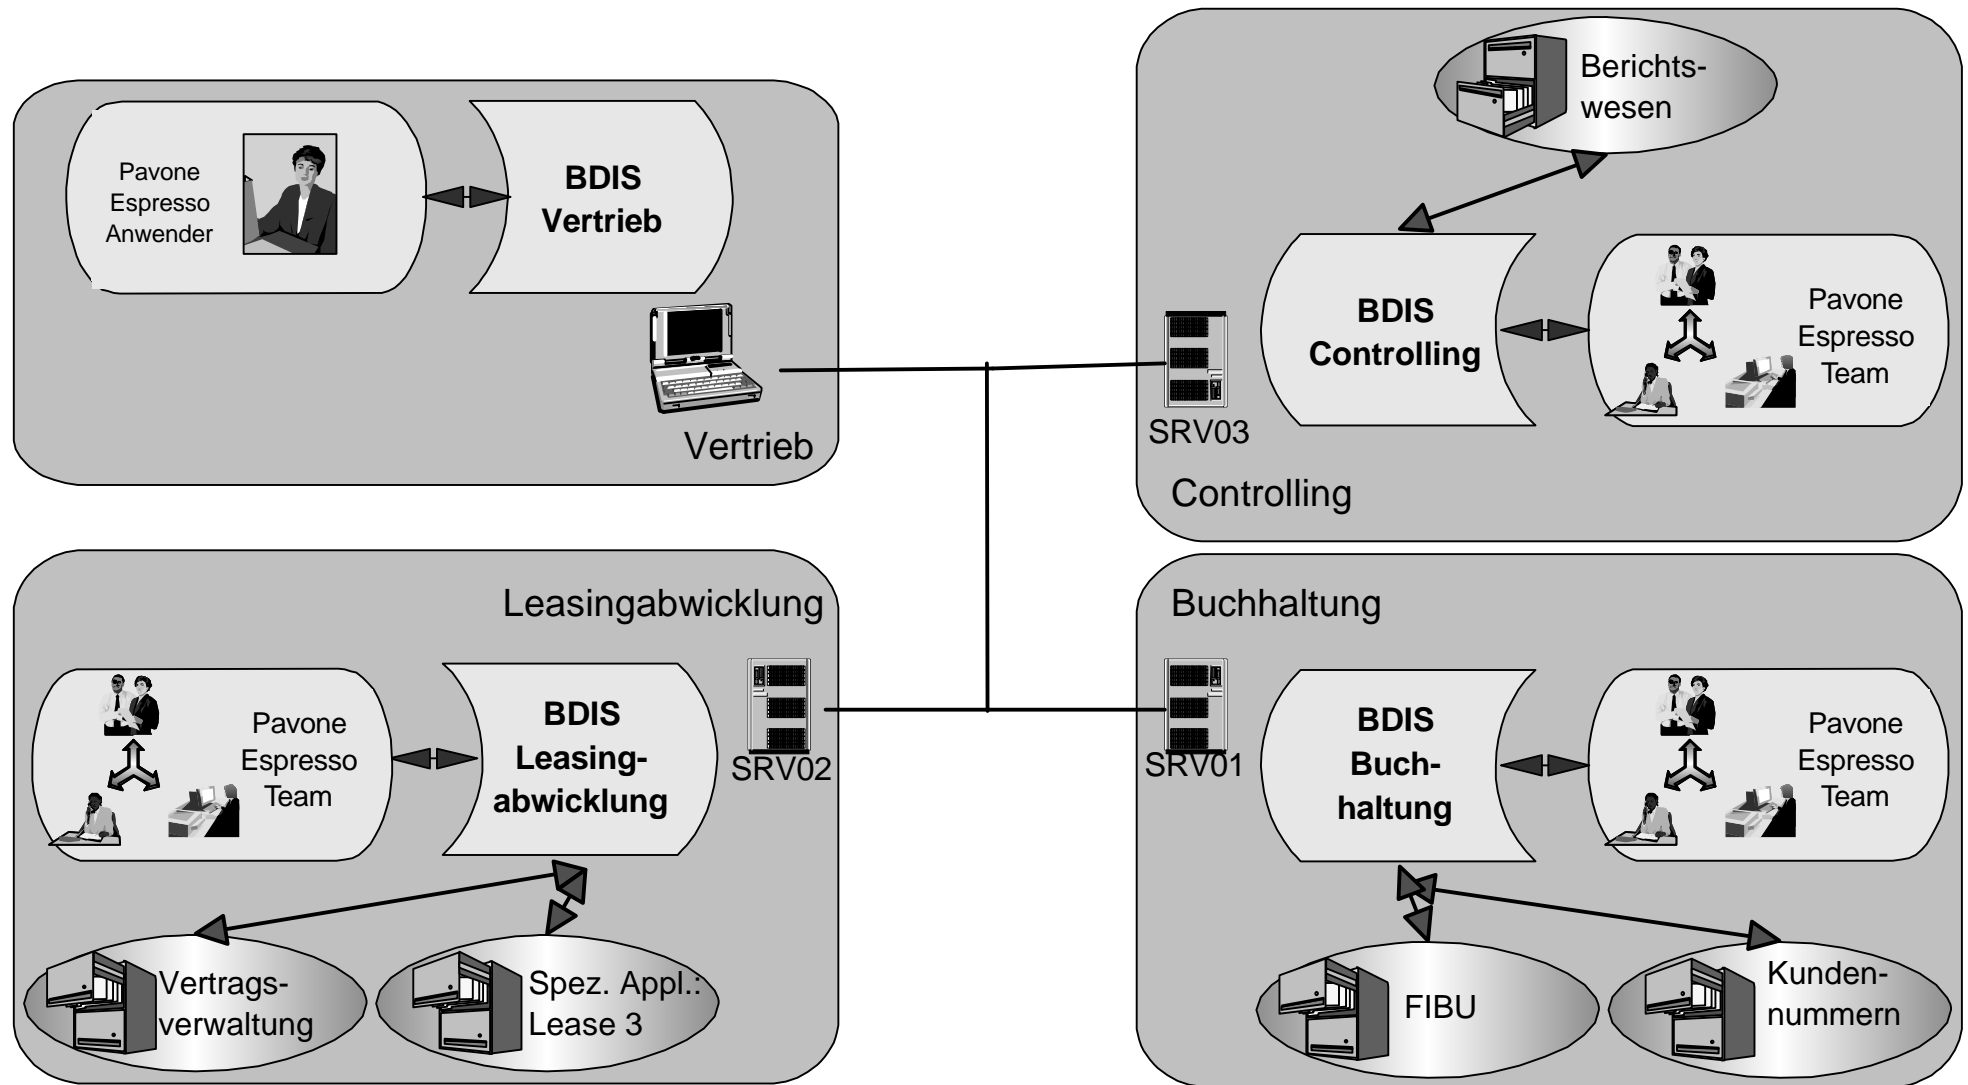 Pavone
Espresso
Anwender
BDIS
Vertrieb
Vertrieb
Berichts-
wesen
BDIS
Controlling
Pavone
Espresso
Team
SRV03
Controlling
Leasingabwicklung
Pavone
Espresso
Team
BDIS
Leasing-
abwicklung
SRV02
Vertrags-
verwaltung
Spez. Appl.:
Lease 3
Buchhaltung
SRV01
BDIS
Buch-
haltung
Pavone
Espresso
Team
FIBU
Kunden-
nummern